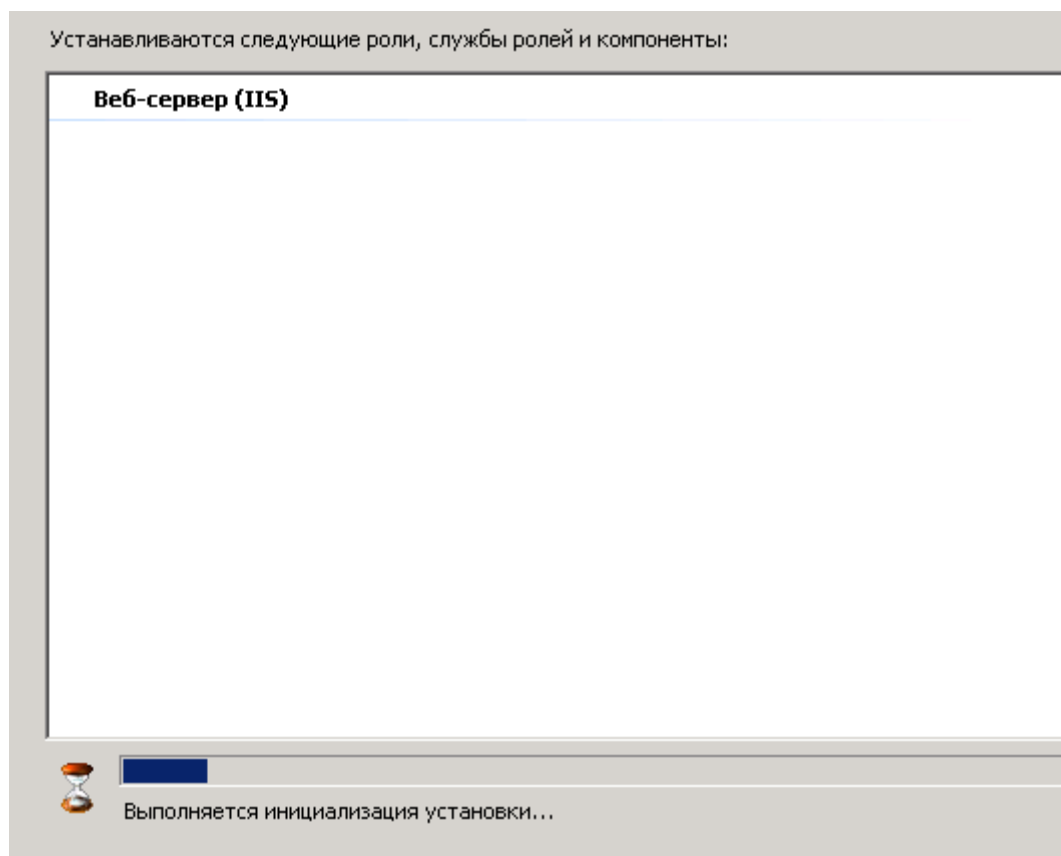 Устанавливаются следующие роли, службы ролей и компоненты:
Веб-сервер (IIS)
Выполняется инициализация установки...